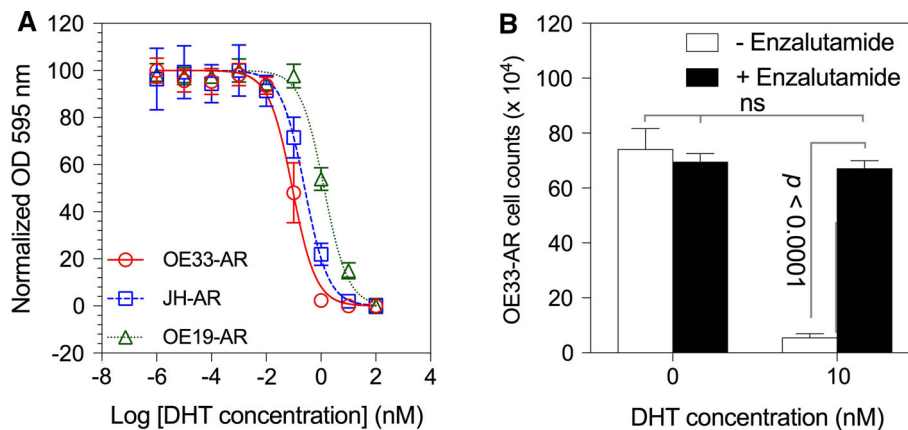 A
120
100
80
60
40
20
0
-20
Normalized OD 595 nm
OE33-AR
JH-AR
OE19-AR
-8 -6 -4 -2 0 2 4
Log [DHT concentration] (nM)
B
120
100
80
60
40
20
0
OE33-AR cell counts (x 10⁴)
- Enzalutamide
+ Enzalutamide
ns
p < 0.0001
0 10
DHT concentration (nM)